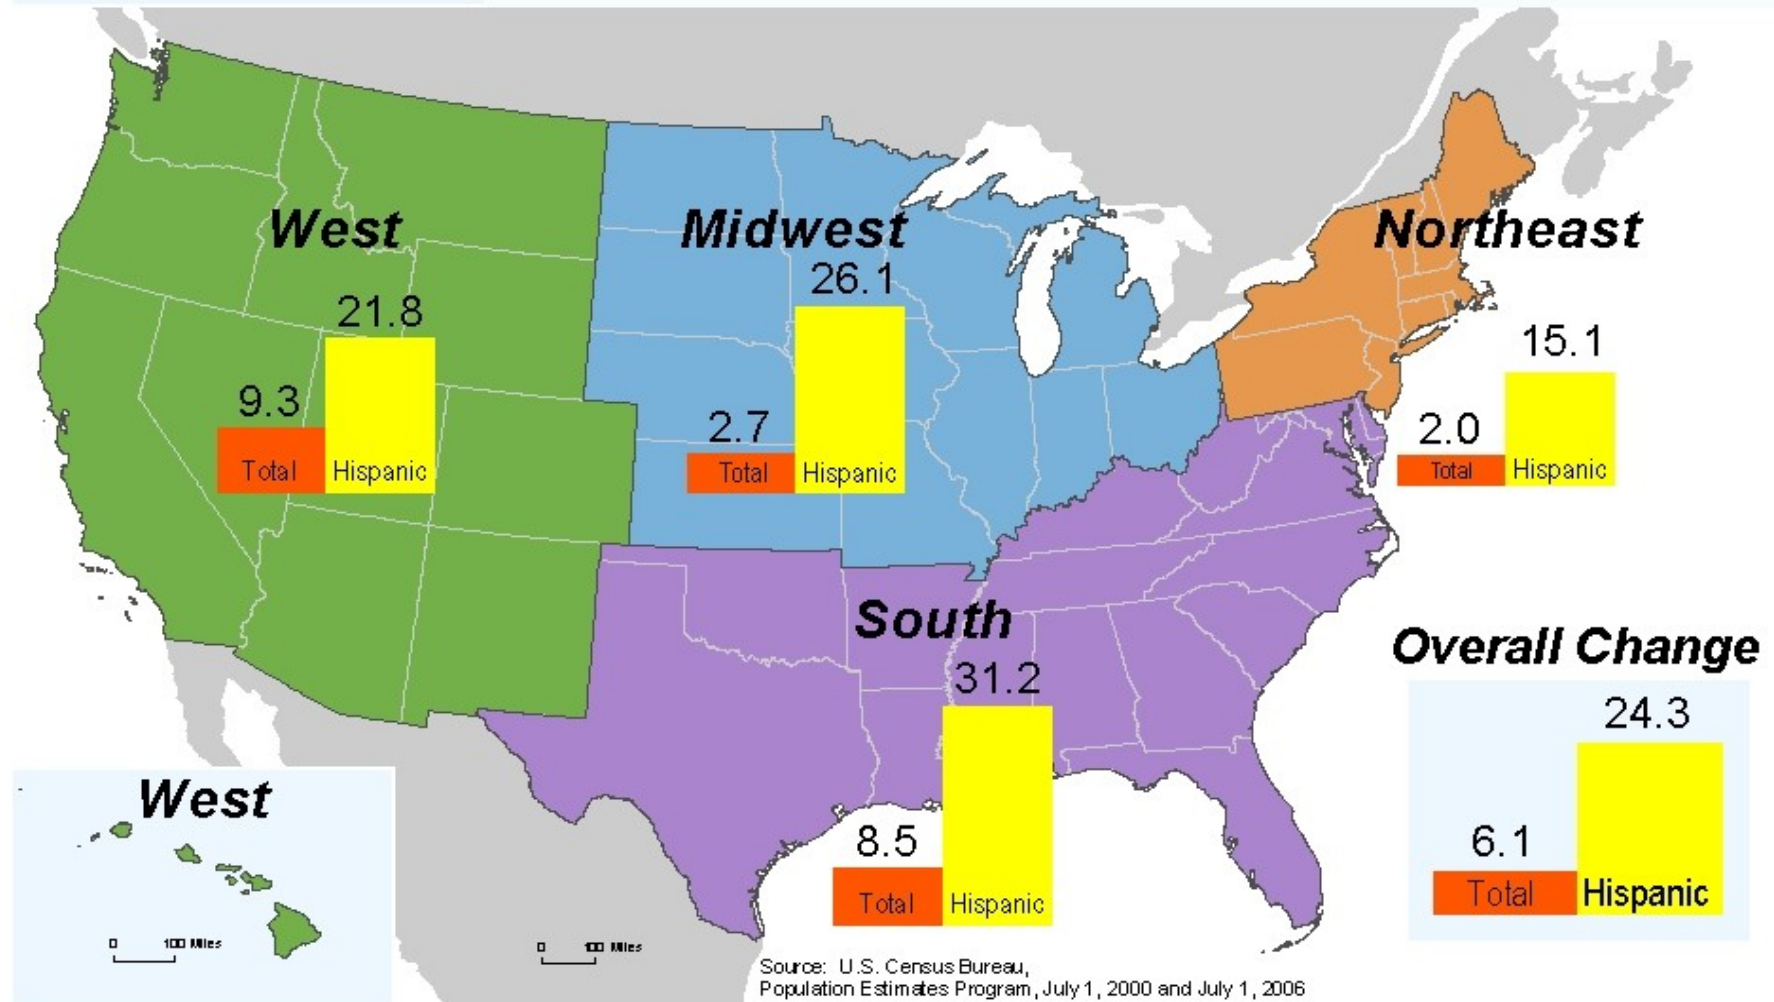 West
21.8
9.3
Total
Hispanic
Midwest
26.1
2.7
Total
Hispanic
Northeast
15.1
2.0
Total
Hispanic
South
31.2
8.5
Total
Hispanic
Overall Change
24.3
6.1
Total
Hispanic
West
0 100 Miles
0 100 Miles
Source: U.S. Census Bureau,
Population Estimates Program, July 1, 2000 and July 1, 2006